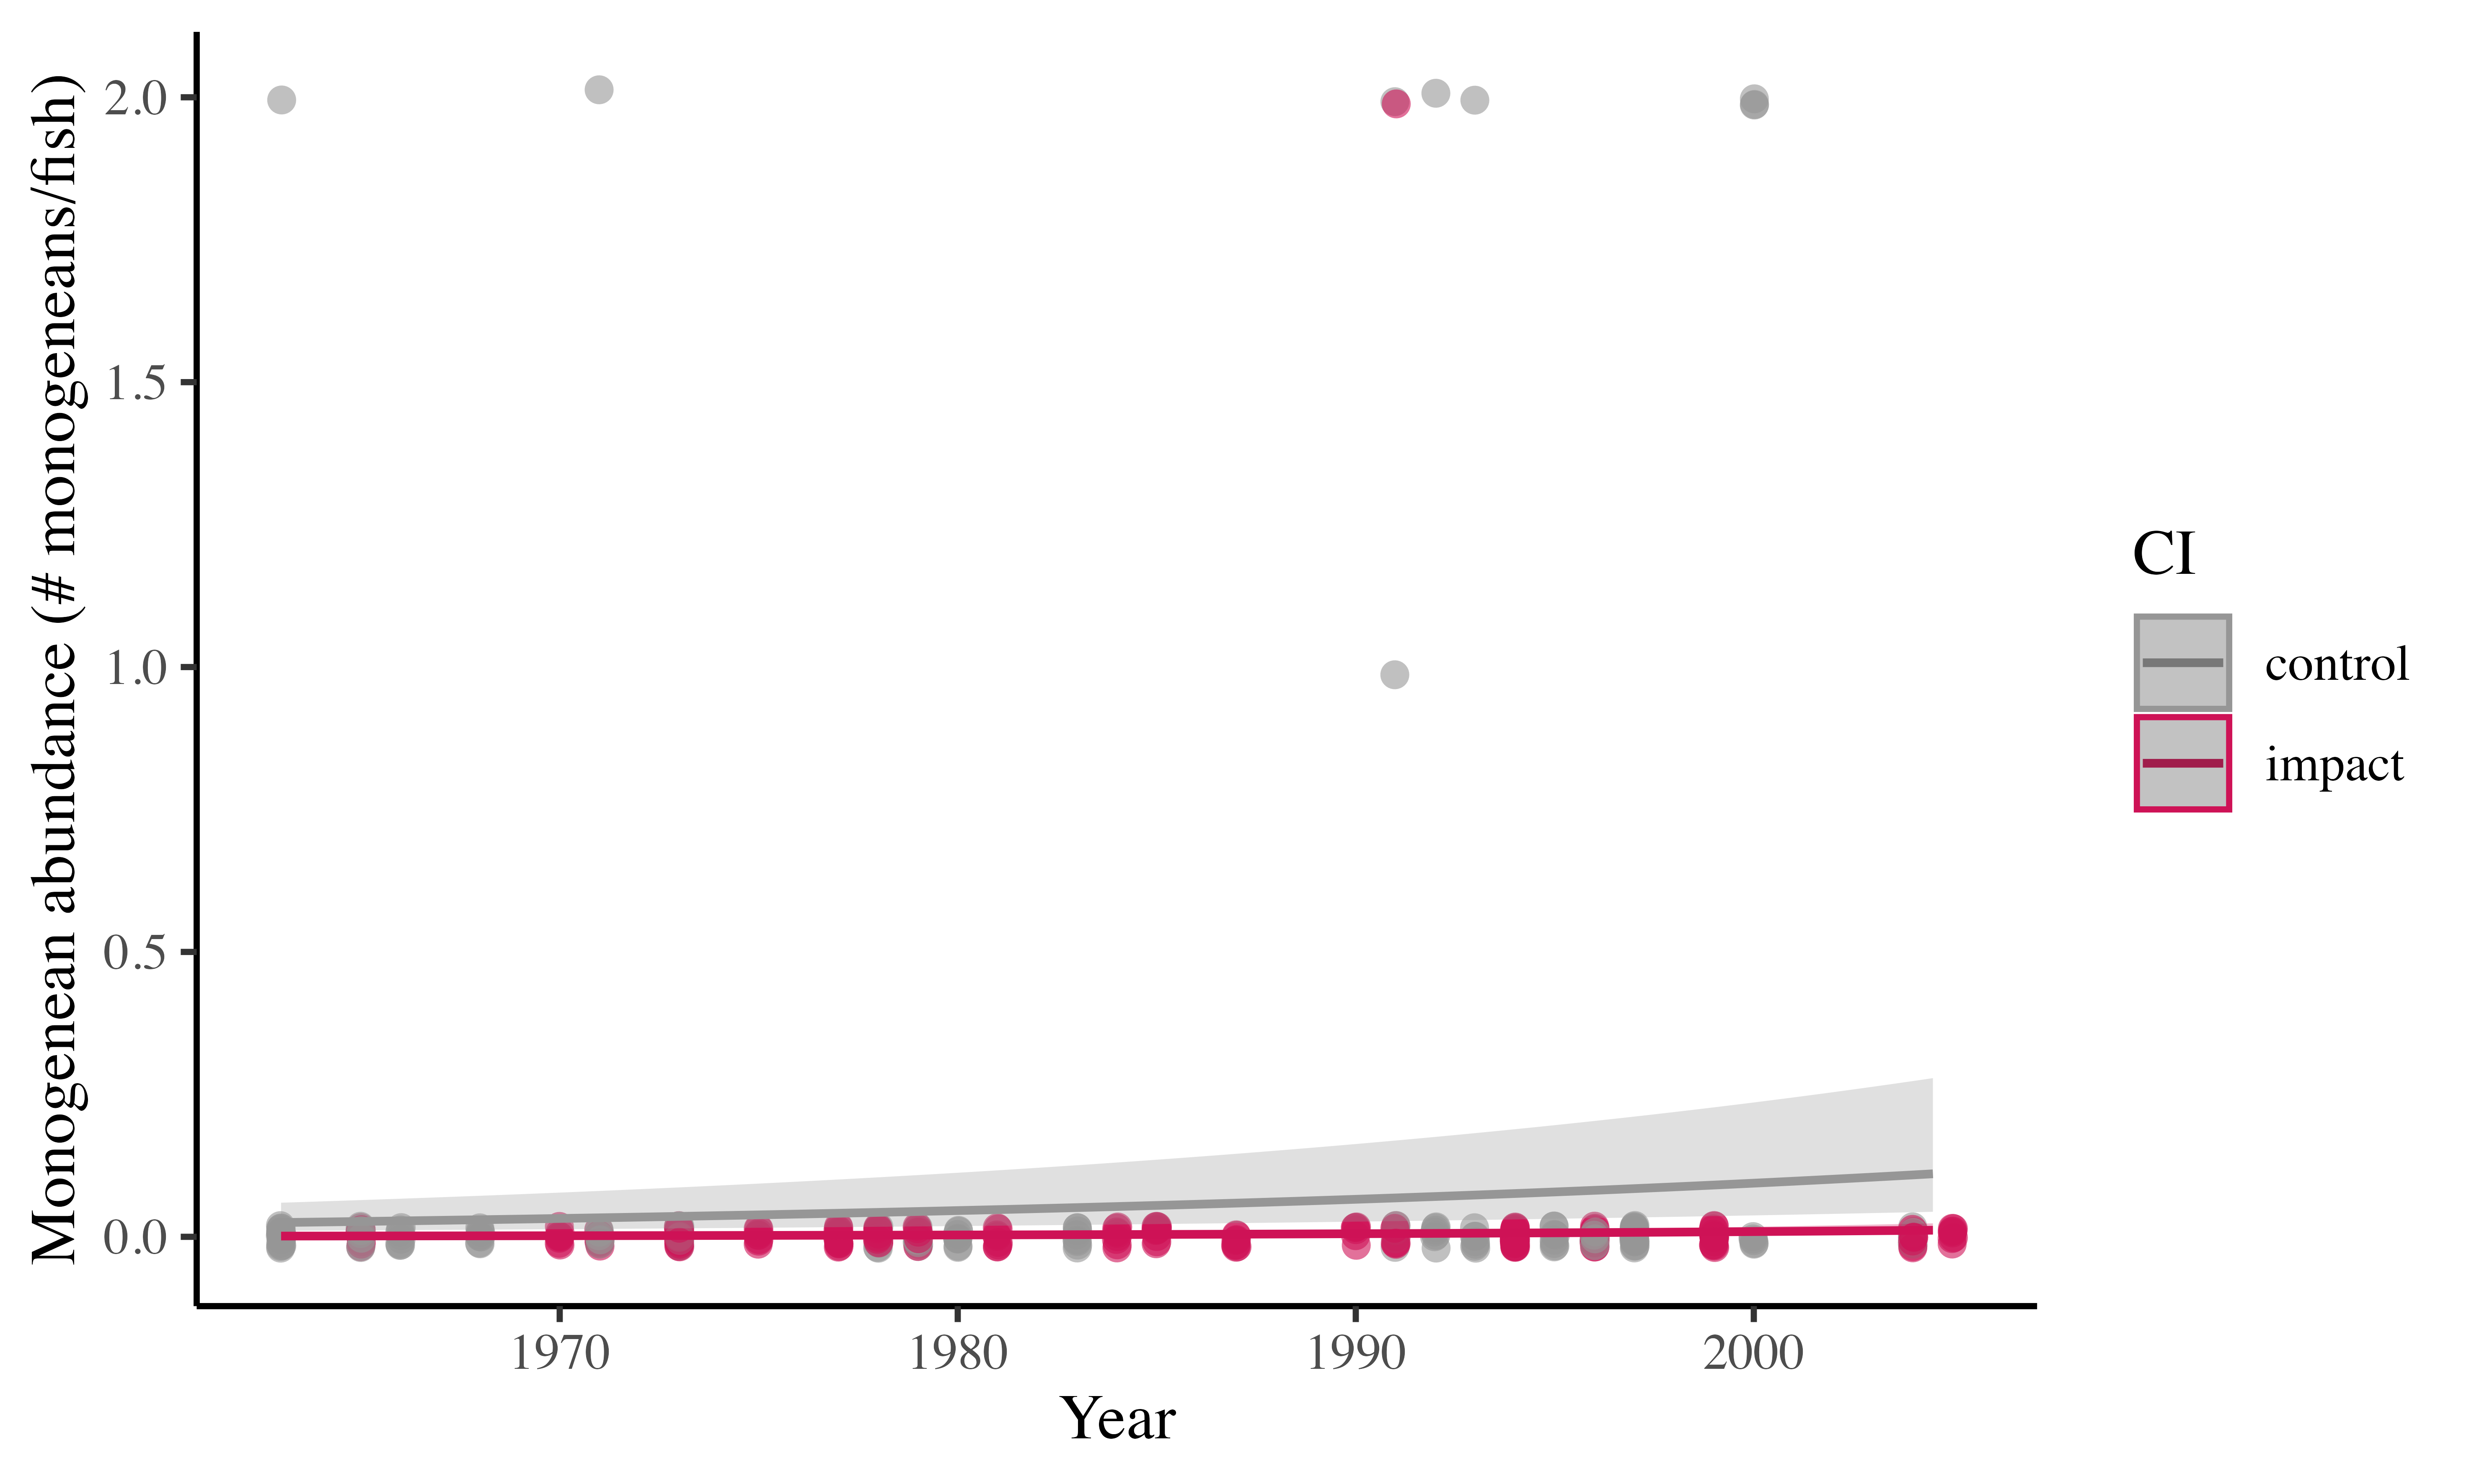 Monogenean abundance (# monogeneans/fish)
2.0
1.5
1.0
0.5
0.0
1970
1980
1990
2000
Year
CI
control
impact